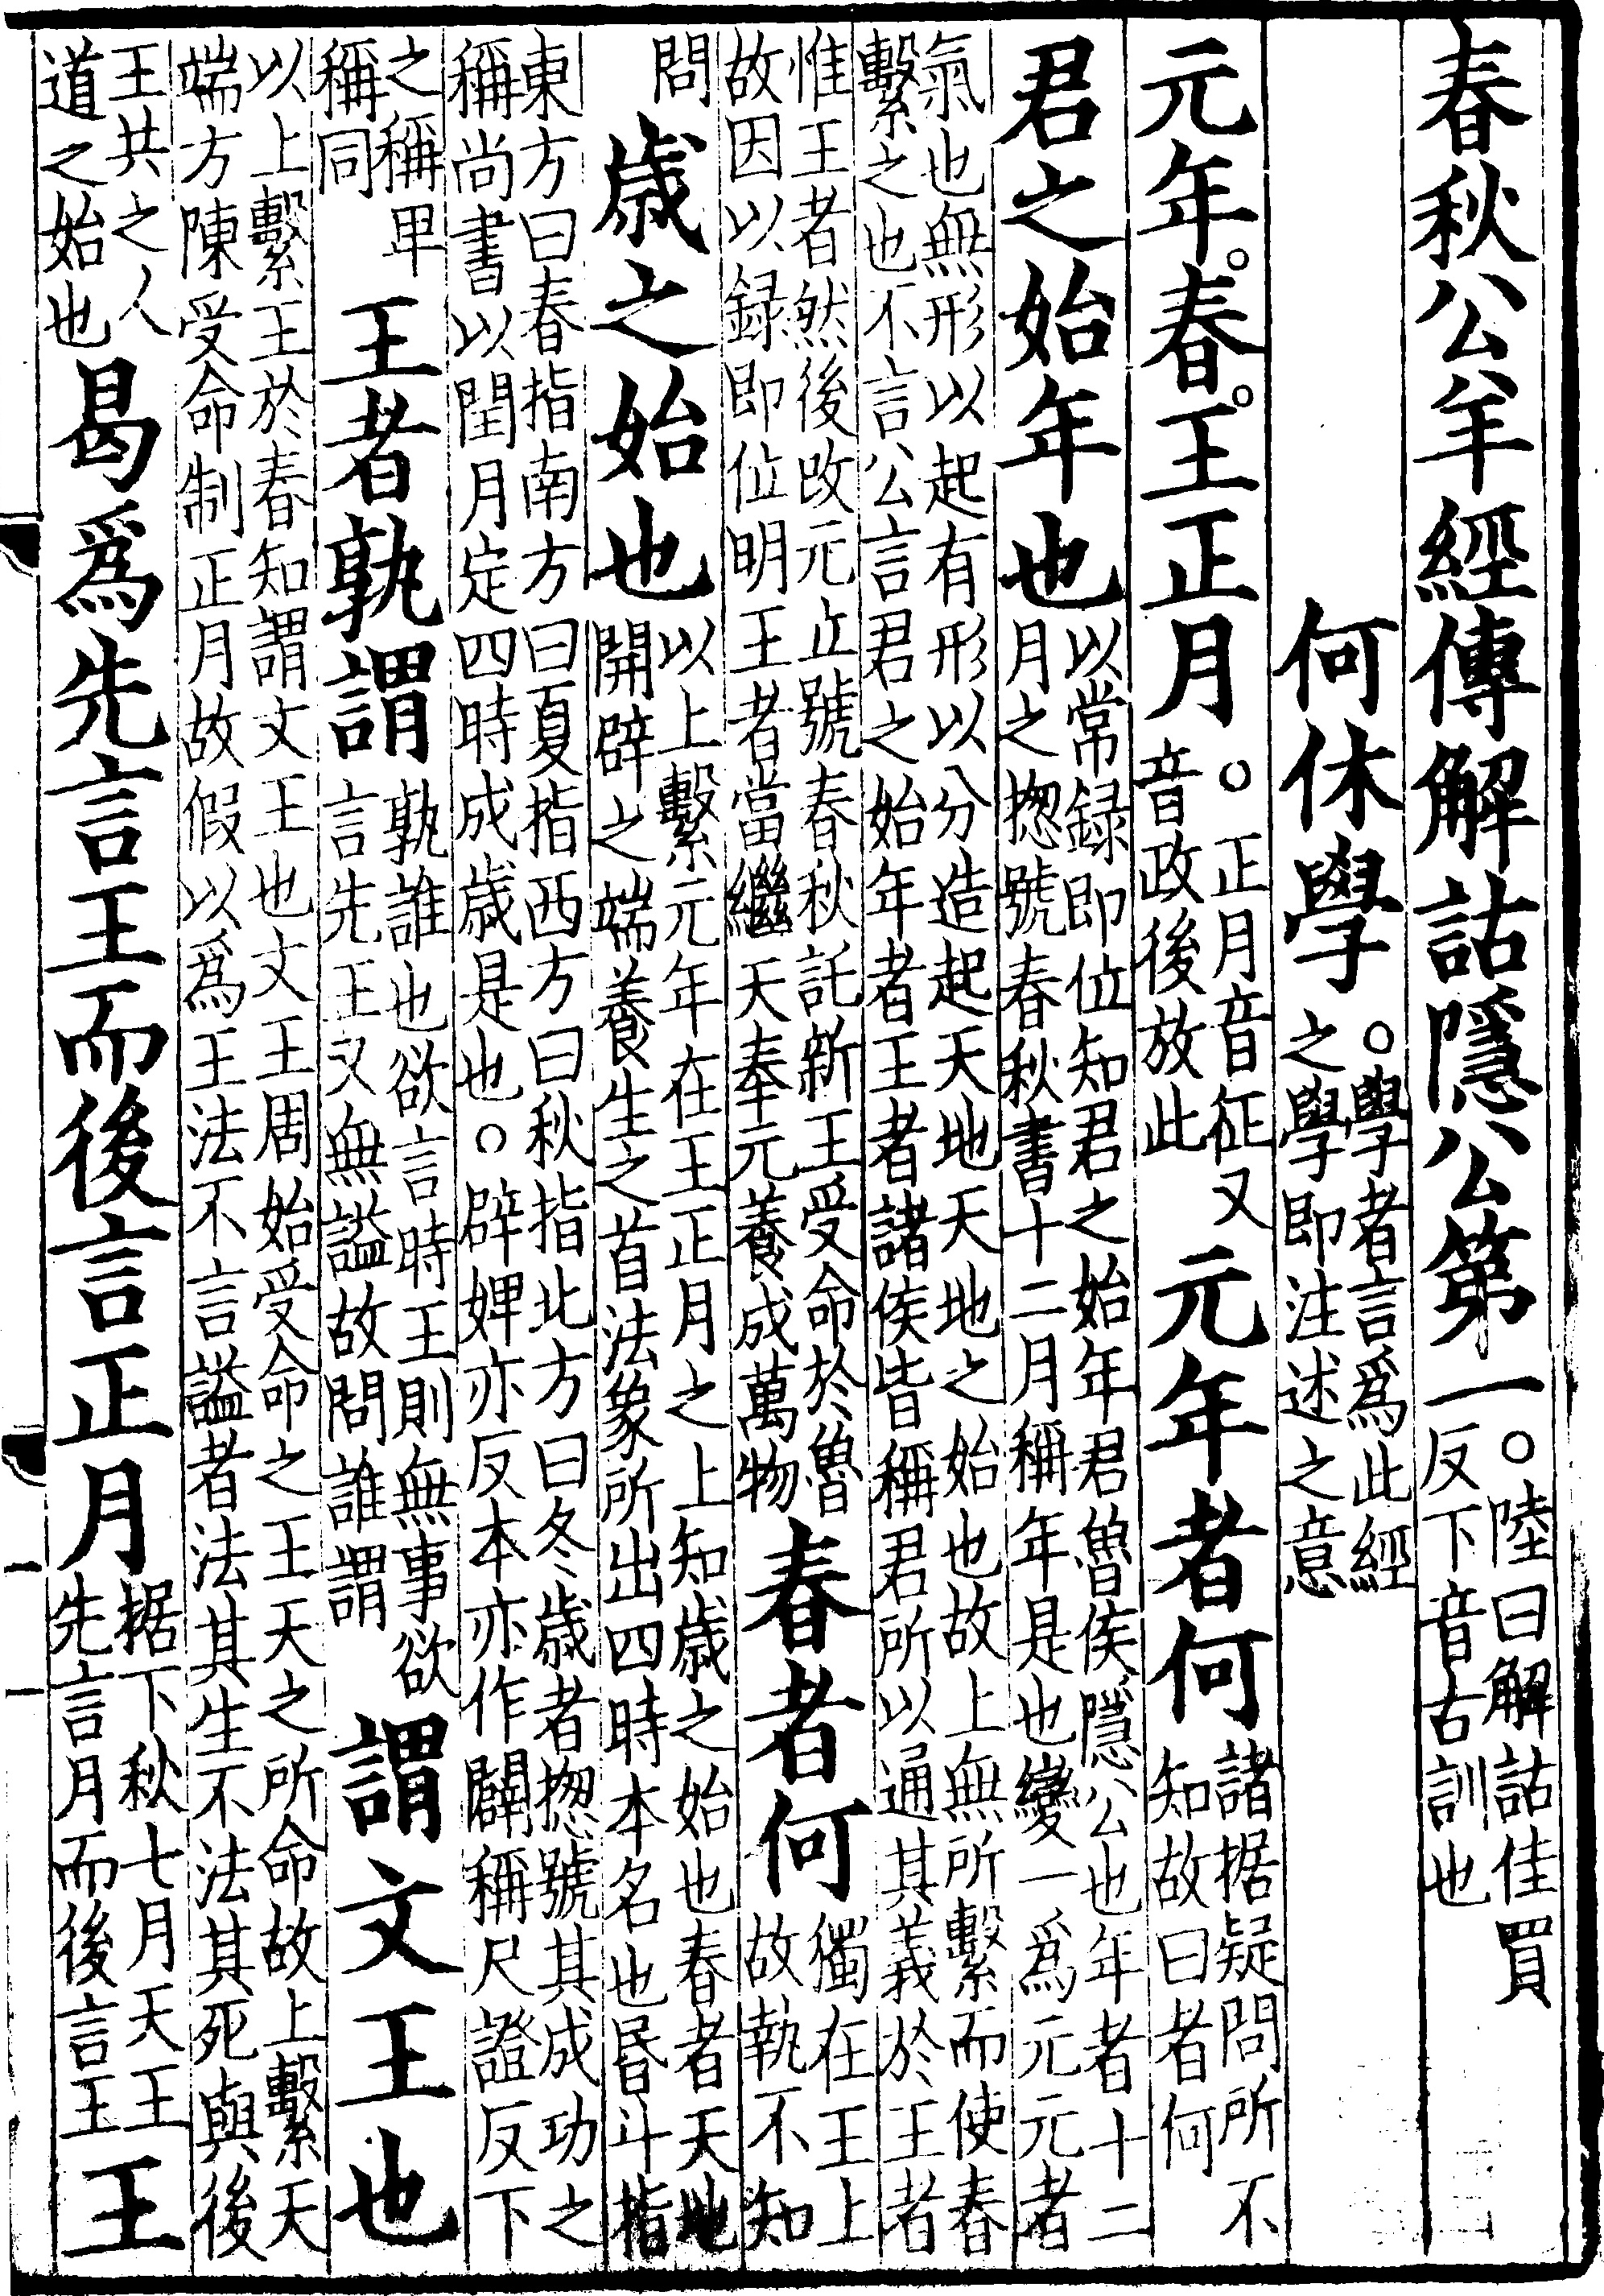 春秋公羊經傳解詁隱公第一○陸曰解詁佳買反下音古訓也
何休學○學者言爲此經之學即注述之意
元年。春。王正月○正月音征又音政後放此元年者何諸据疑問所不知故曰者何
君之始年也以常録即位知君之始年君魯侯隱公也年者十二月之揔號春秋書十二月稱年是也變一爲元元者
氣也無形以起有形以分造起天地天地之始也故上無所繫而使春繫之也不言公言君之始年者王者諸侯皆稱君所以通其義於王者
惟王者然後改元立號春秋託新王受命於魯故因以録即位明王者當繼天奉元養成萬物春者何獨在王上故執不知
問歲之始也以上繫元年在王正月之上知歲之始也春者天地開辟之端養生之首法象所出四時本名也昬斗指
東方曰春指南方曰夏指西方曰秋指北方曰冬歲者揔號其成功之稱尚書以閏月定四時成歲是也○辟婢亦反本亦作闢稱尺證反下
之稱稱同王者孰謂孰誰也欲言時王則無事欲言先王又無諡故問誰謂謂文王也
以上繫王於春知謂文王也文王周始受命之王天之所命故上繫天端方陳受命制正月故假以爲王法不言諡者法其生不法其死與後
王共之人道之始也曷爲先言王而後言正月据下秋七月天王先言月而後言王王